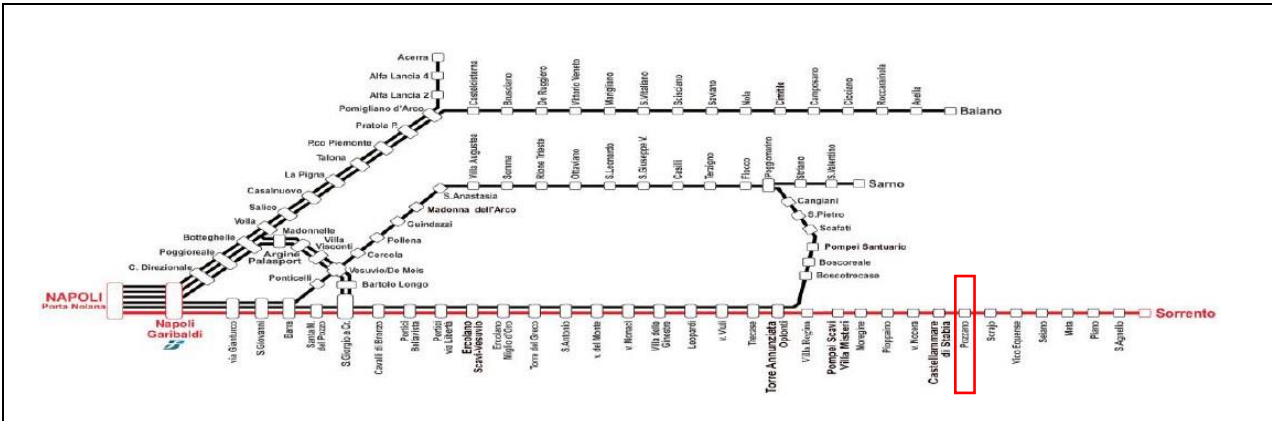 Acerra
Alfa Lancia 4
Alfa Lancia 2
Pomigliano d'Arco
Pratola P.
P.co Piemonte
Talona
La Pigna
Casalnuovo
Salice
Volla
Botteghelle
Poggioreale
C. Direzionale
Castelcisterna
Brusciano
De Ruggiero
Vittorio Veneto
Marigliano
S.Vitaliano
Scisciano
Saviano
Nola
Cimitile
Camposano
Cicciano
Roccarainola
Avella
Baiano
Madonnelle
Argine
Palasport
Villa
Visconti
Vesuvio/De Meis
Bartolo Longo
Ponticelli
Cercola
Pollena
Guindazzi
Madonna dell'Arco
S.Anastasia
Villa Augustea
Somma
Rione Trieste
Ottaviano
S.Leonardo
S.Giuseppe V.
Casilli
Terzigno
Flocco
Poggiomarino
Striano
S.Valentino
Sarno
Cangiani
S.Pietro
Scafati
Pompei Santuario
Boscoreale
Boscotrecase
NAPOLI
Porta Nolana
Napoli
Garibaldi
via Gianturco
S.Giovanni
Barra
Santa M.
del Pozzo
S.Giorgio a Cr.
Cavalli di Bronzo
Portici
Bellavista
Portici
via Libertà
Ercolano
Scavi-Vesuvio
Ercolano
Miglio d'Oro
Torre del Greco
S.Antonio
v. del Monte
v. Monaci
Villa delle
Ginestre
Leopardi
v. Viuli
Trecase
Torre Annunziata
Oplonti
Villa Regina
Pompei Scavi
Villa Misteri
Moregine
Pioppaino
v. Nocera
Castellammare
di Stabia
Pozzano
Scrajo
Vico Equense
Seiano
Meta
Piano
S.Agnello
Sorrento